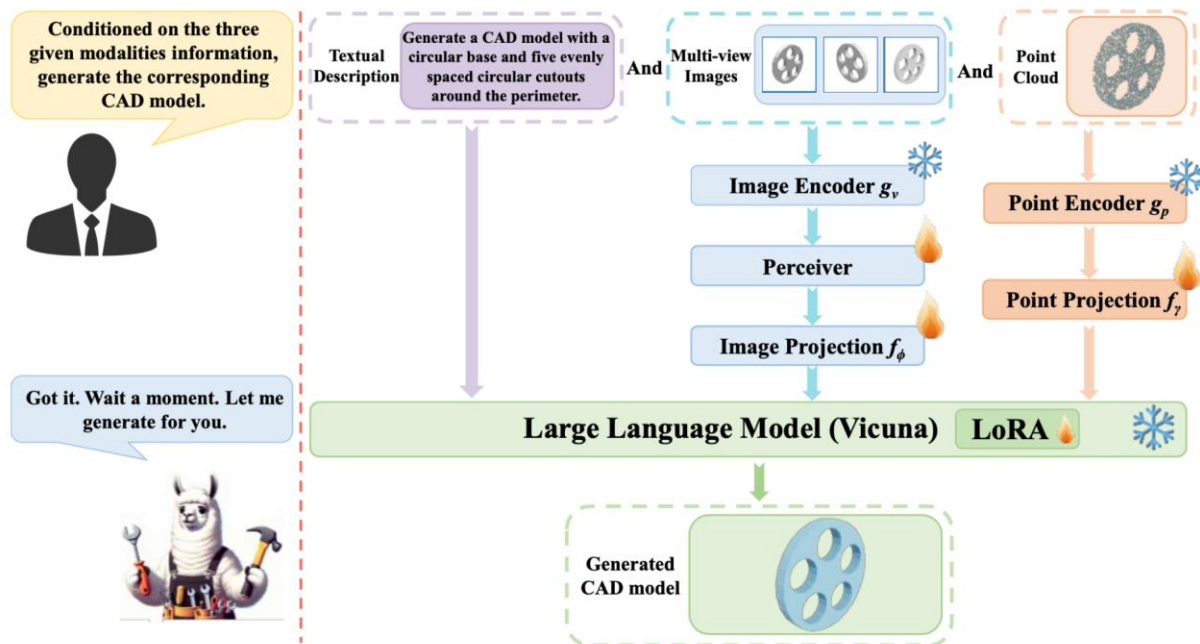 Conditioned on the three
given modalities information,
generate the corresponding
CAD model.
Got it. Wait a moment. Let me
generate for you.
Textual
Description
Generate a CAD model with a
circular base and five evenly
spaced circular cutouts
around the perimeter.
And
Multi-view
Images
And
Point
Cloud
Image Encoder gᵥ
Perceiver
Image Projection f_ϕ
Point Encoder gₚ
Point Projection fᵧ
Large Language Model (Vicuna)
LoRA
Generated
CAD model